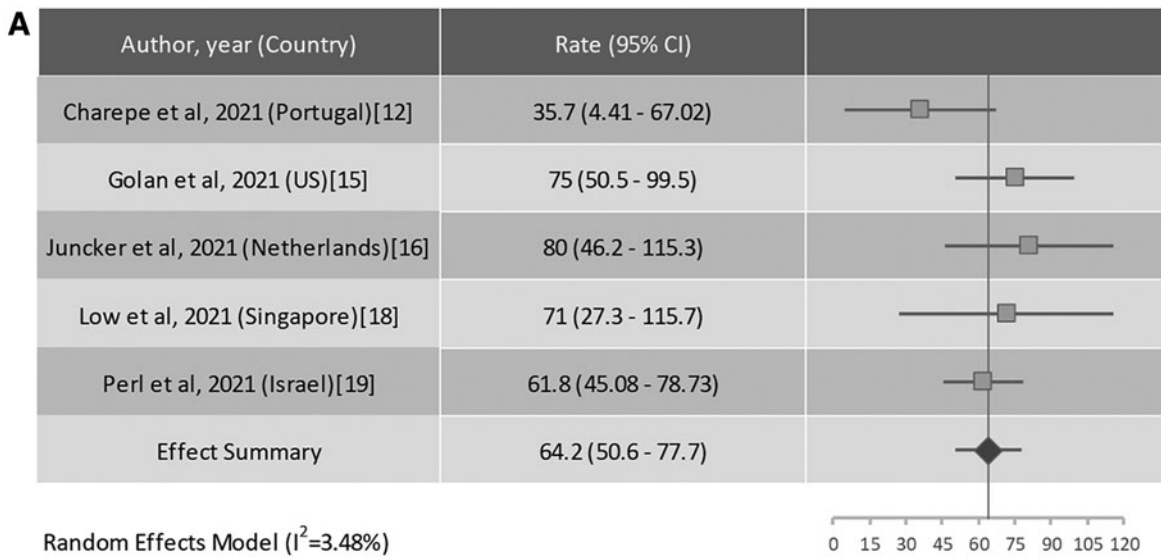 A
Author, year (Country) Rate (95% CI)
Charepe et al, 2021 (Portugal)[12] 35.7 (4.41 - 67.02)
Golan et al, 2021 (US)[15] 75 (50.5 - 99.5)
Juncker et al, 2021 (Netherlands)[16] 80 (46.2 - 115.3)
Low et al, 2021 (Singapore)[18] 71 (27.3 - 115.7)
Perl et al, 2021 (Israel)[19] 61.8 (45.08 - 78.73)
Effect Summary 64.2 (50.6 - 77.7)
Random Effects Model (I²=3.48%) 0 15 30 45 60 75 90 105 120